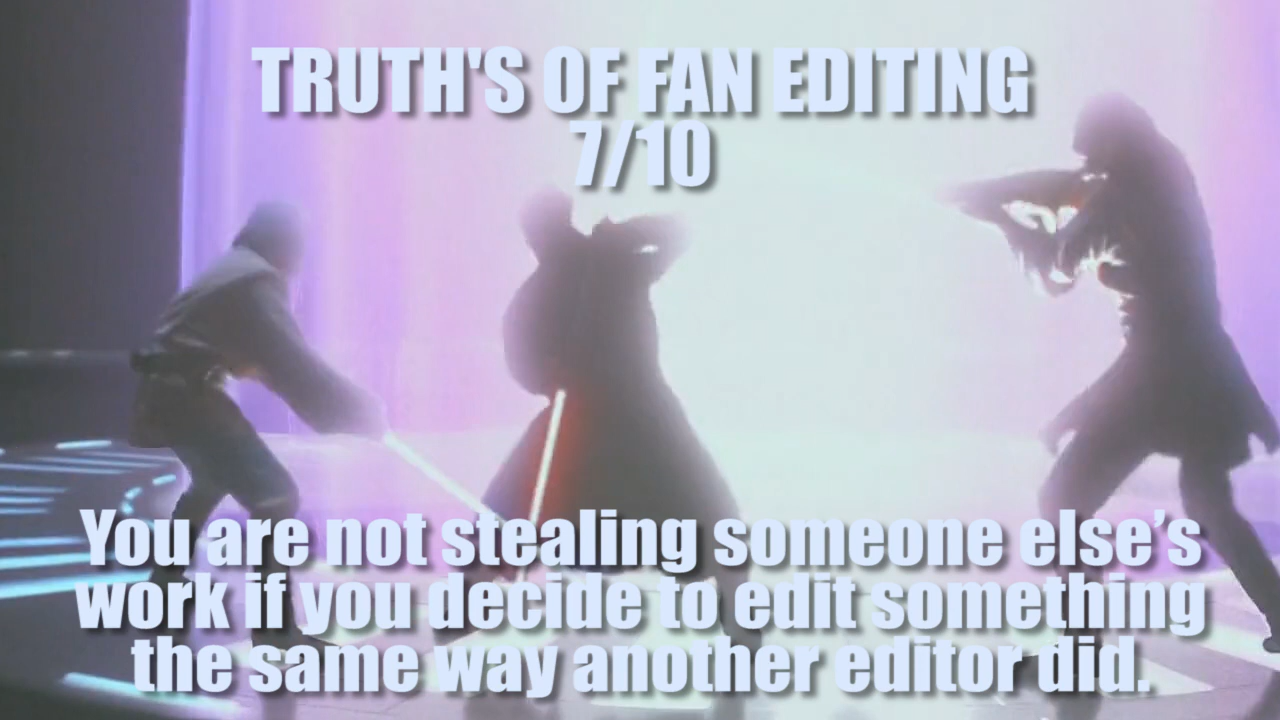 TRUTH'S OF FAN EDITING
7/10
You are not stealing someone else’s
work if you decide to edit something
the same way another editor did.